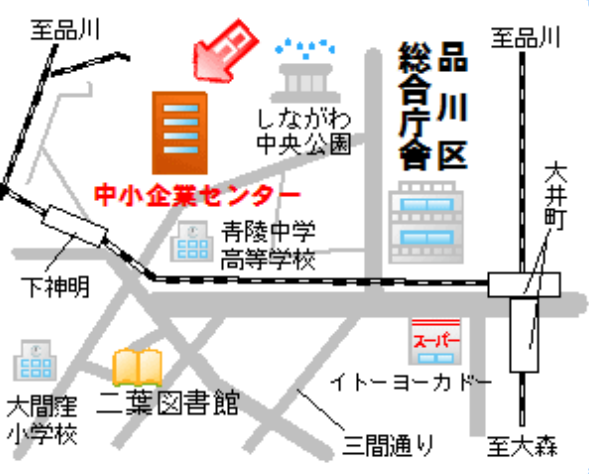 至品川
至品川
ココ
しながわ
中央公園
品川区
総合庁舎
大井町
中小企業センター
青陵中学
高等学校
下神明
スーパー
イトーヨーカドー
大間窪
小学校
二葉図書館
三間通り
至大森